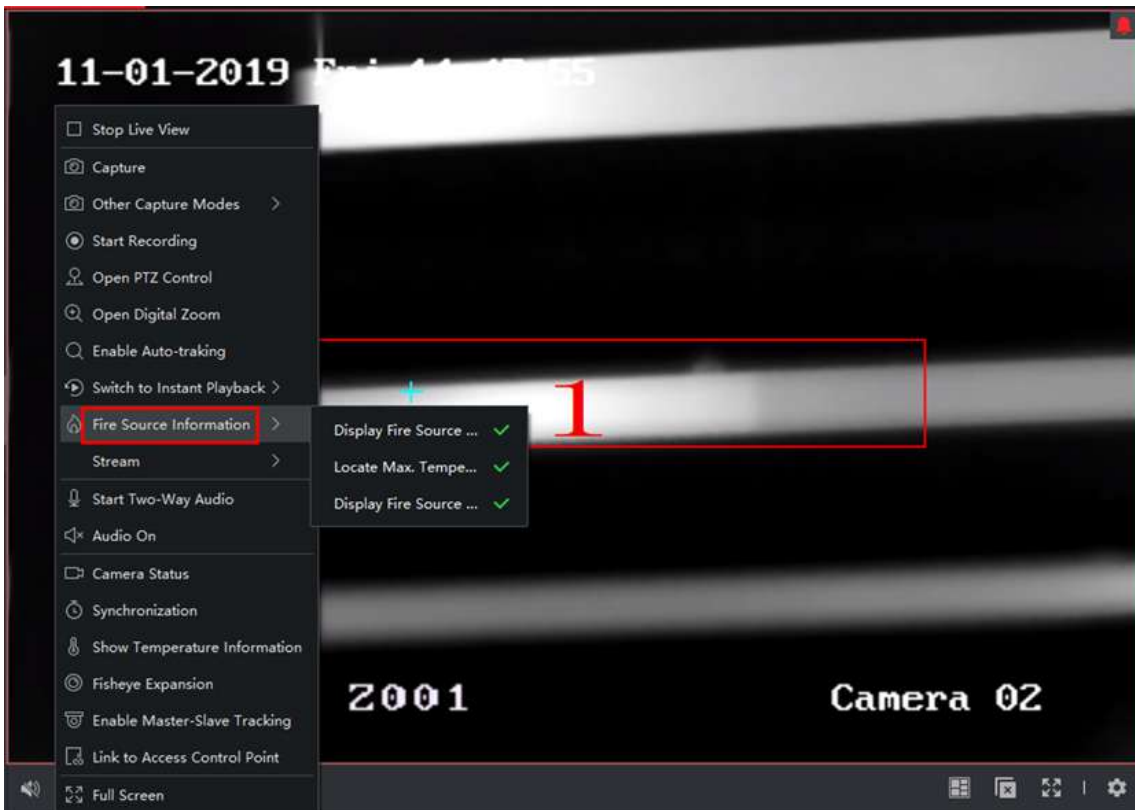 11-01-2019 Fri
Stop Live View
Capture
Other Capture Modes
Start Recording
Open PTZ Control
Open Digital Zoom
Enable Auto-traking
Switch to Instant Playback
1
Fire Source Information
Display Fire Source ...
Locate Max. Tempe...
Display Fire Source ...
Stream
Start Two-Way Audio
Audio On
Camera Status
Synchronization
Show Temperature Information
Fisheye Expansion
2001
Camera 02
Enable Master-Slave Tracking
Link to Access Control Point
Full Screen